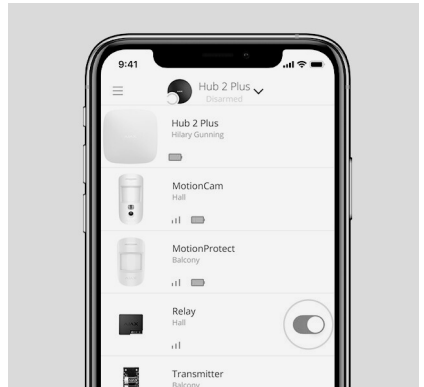 9:41
Hub 2 Plus
Disarmed
Hub 2 Plus
Hilary Gunning
MotionCam
Hall
MotionProtect
Balcony
Relay
Hall
Transmitter
Balcony